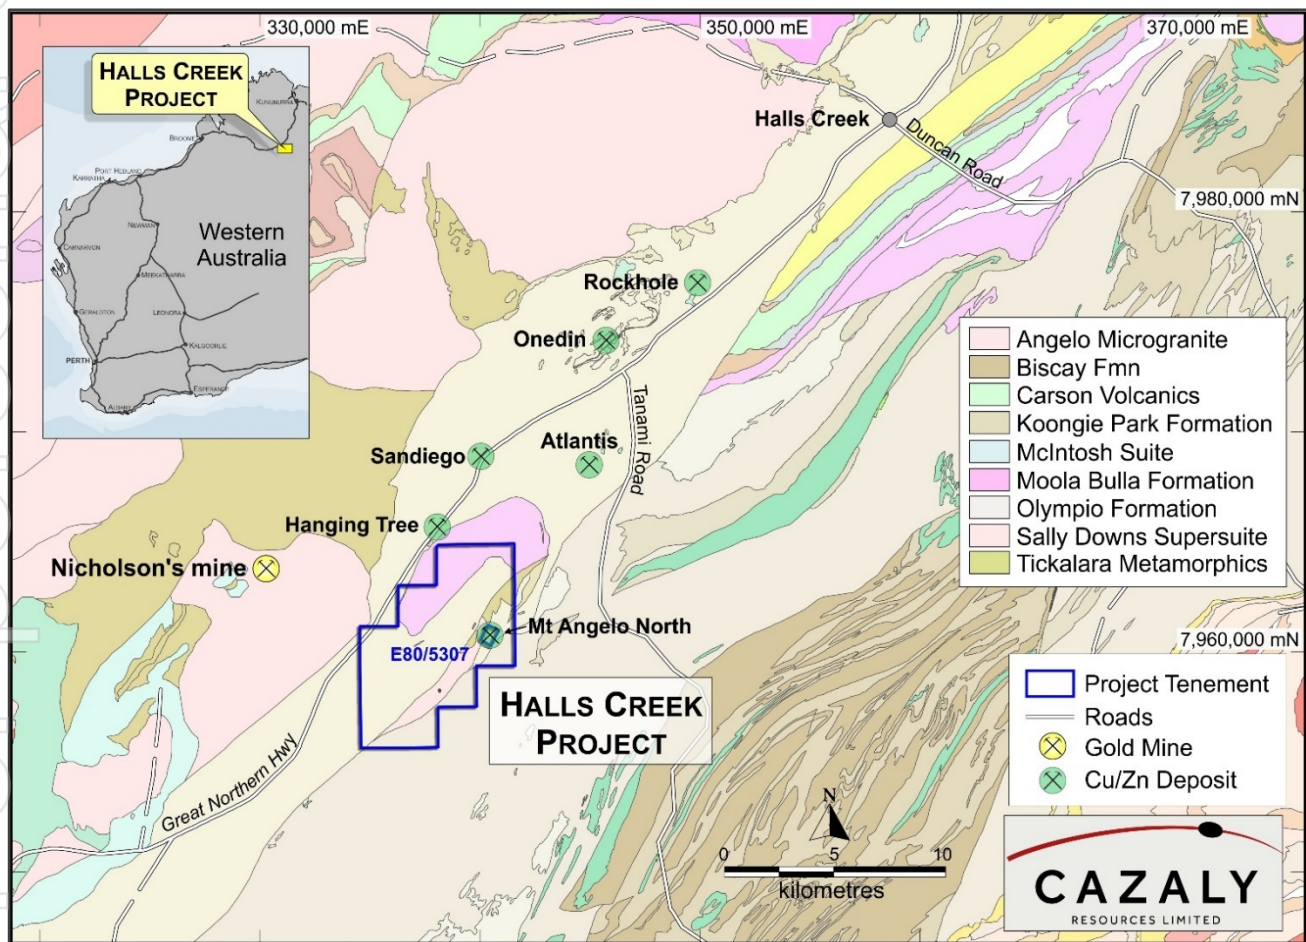 330,000 mE
350,000 mE
370,000 mE
HALLS CREEK
PROJECT
KUNUNURRA
BROOME
PORT HEDLAND
KARRATHA
NEWMAN
CARNARVON
MEEKATHARRA
Western
Australia
GERALDTON
LEONORA
KALGOORLIE
PERTH
ESPERANCE
ALBANY
Halls Creek
Duncan Road
7,980,000 mN
Rockhole
Onedin
Tanami Road
Sandiego
Atlantis
Hanging Tree
Nicholson's mine
Mt Angelo North
E80/5307
HALLS CREEK
PROJECT
Great Northern Hwy
Angelo Microgranite
Biscay Fmn
Carson Volcanics
Koongie Park Formation
McIntosh Suite
Moola Bulla Formation
Olympio Formation
Sally Downs Supersuite
Tickalara Metamorphics
7,960,000 mN
Project Tenement
Roads
Gold Mine
Cu/Zn Deposit
N
0 5 10
kilometres
CAZALY
RESOURCES LIMITED